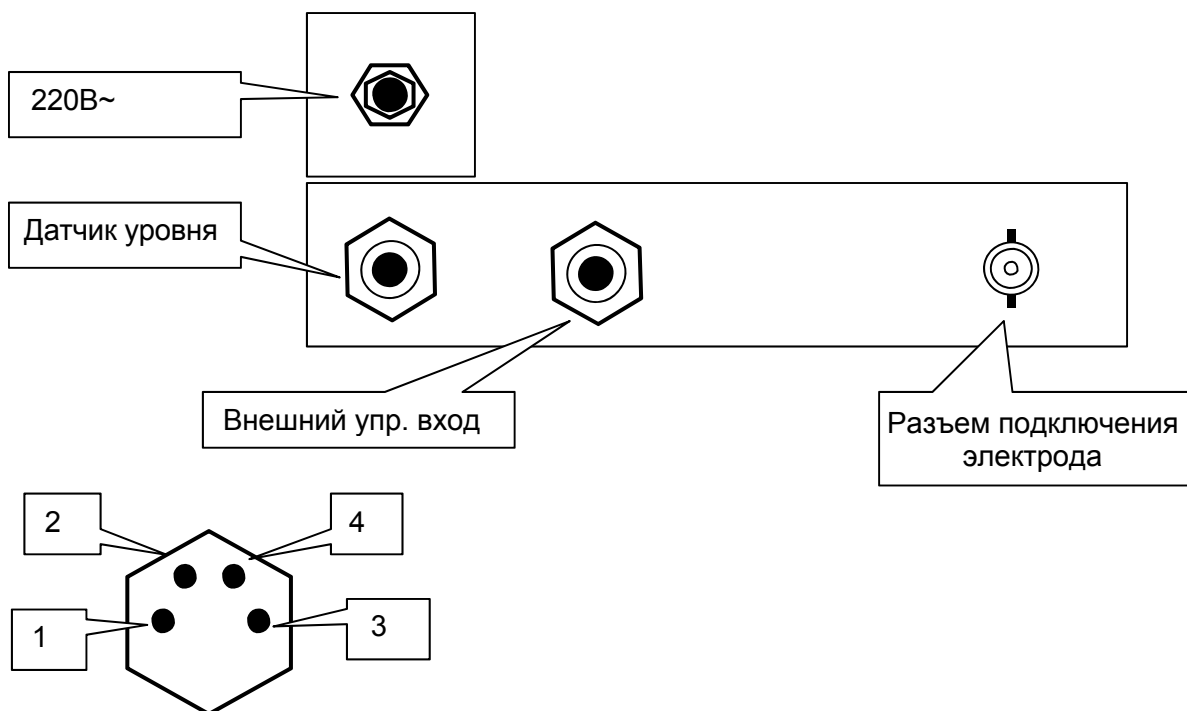 220В~
Датчик уровня
Внешний упр. вход
Разъем подключения
электрода
2
4
1
3